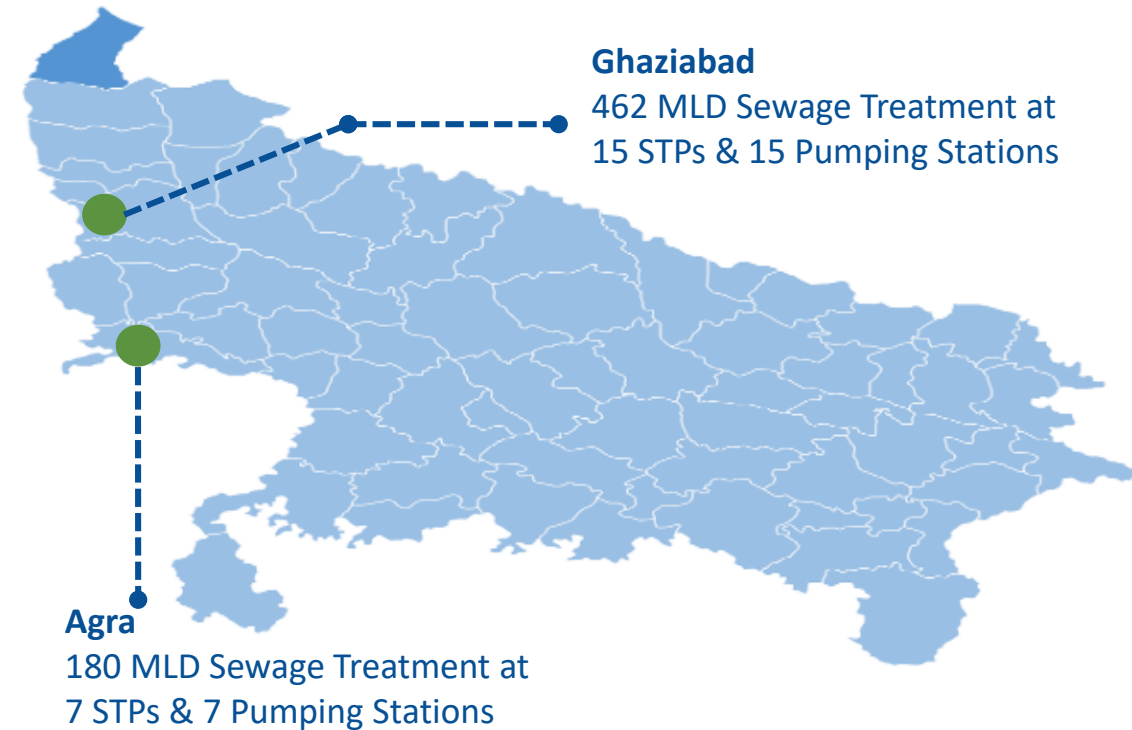 Ghaziabad
462 MLD Sewage Treatment at
15 STPs & 15 Pumping Stations
Agra
180 MLD Sewage Treatment at
7 STPs & 7 Pumping Stations